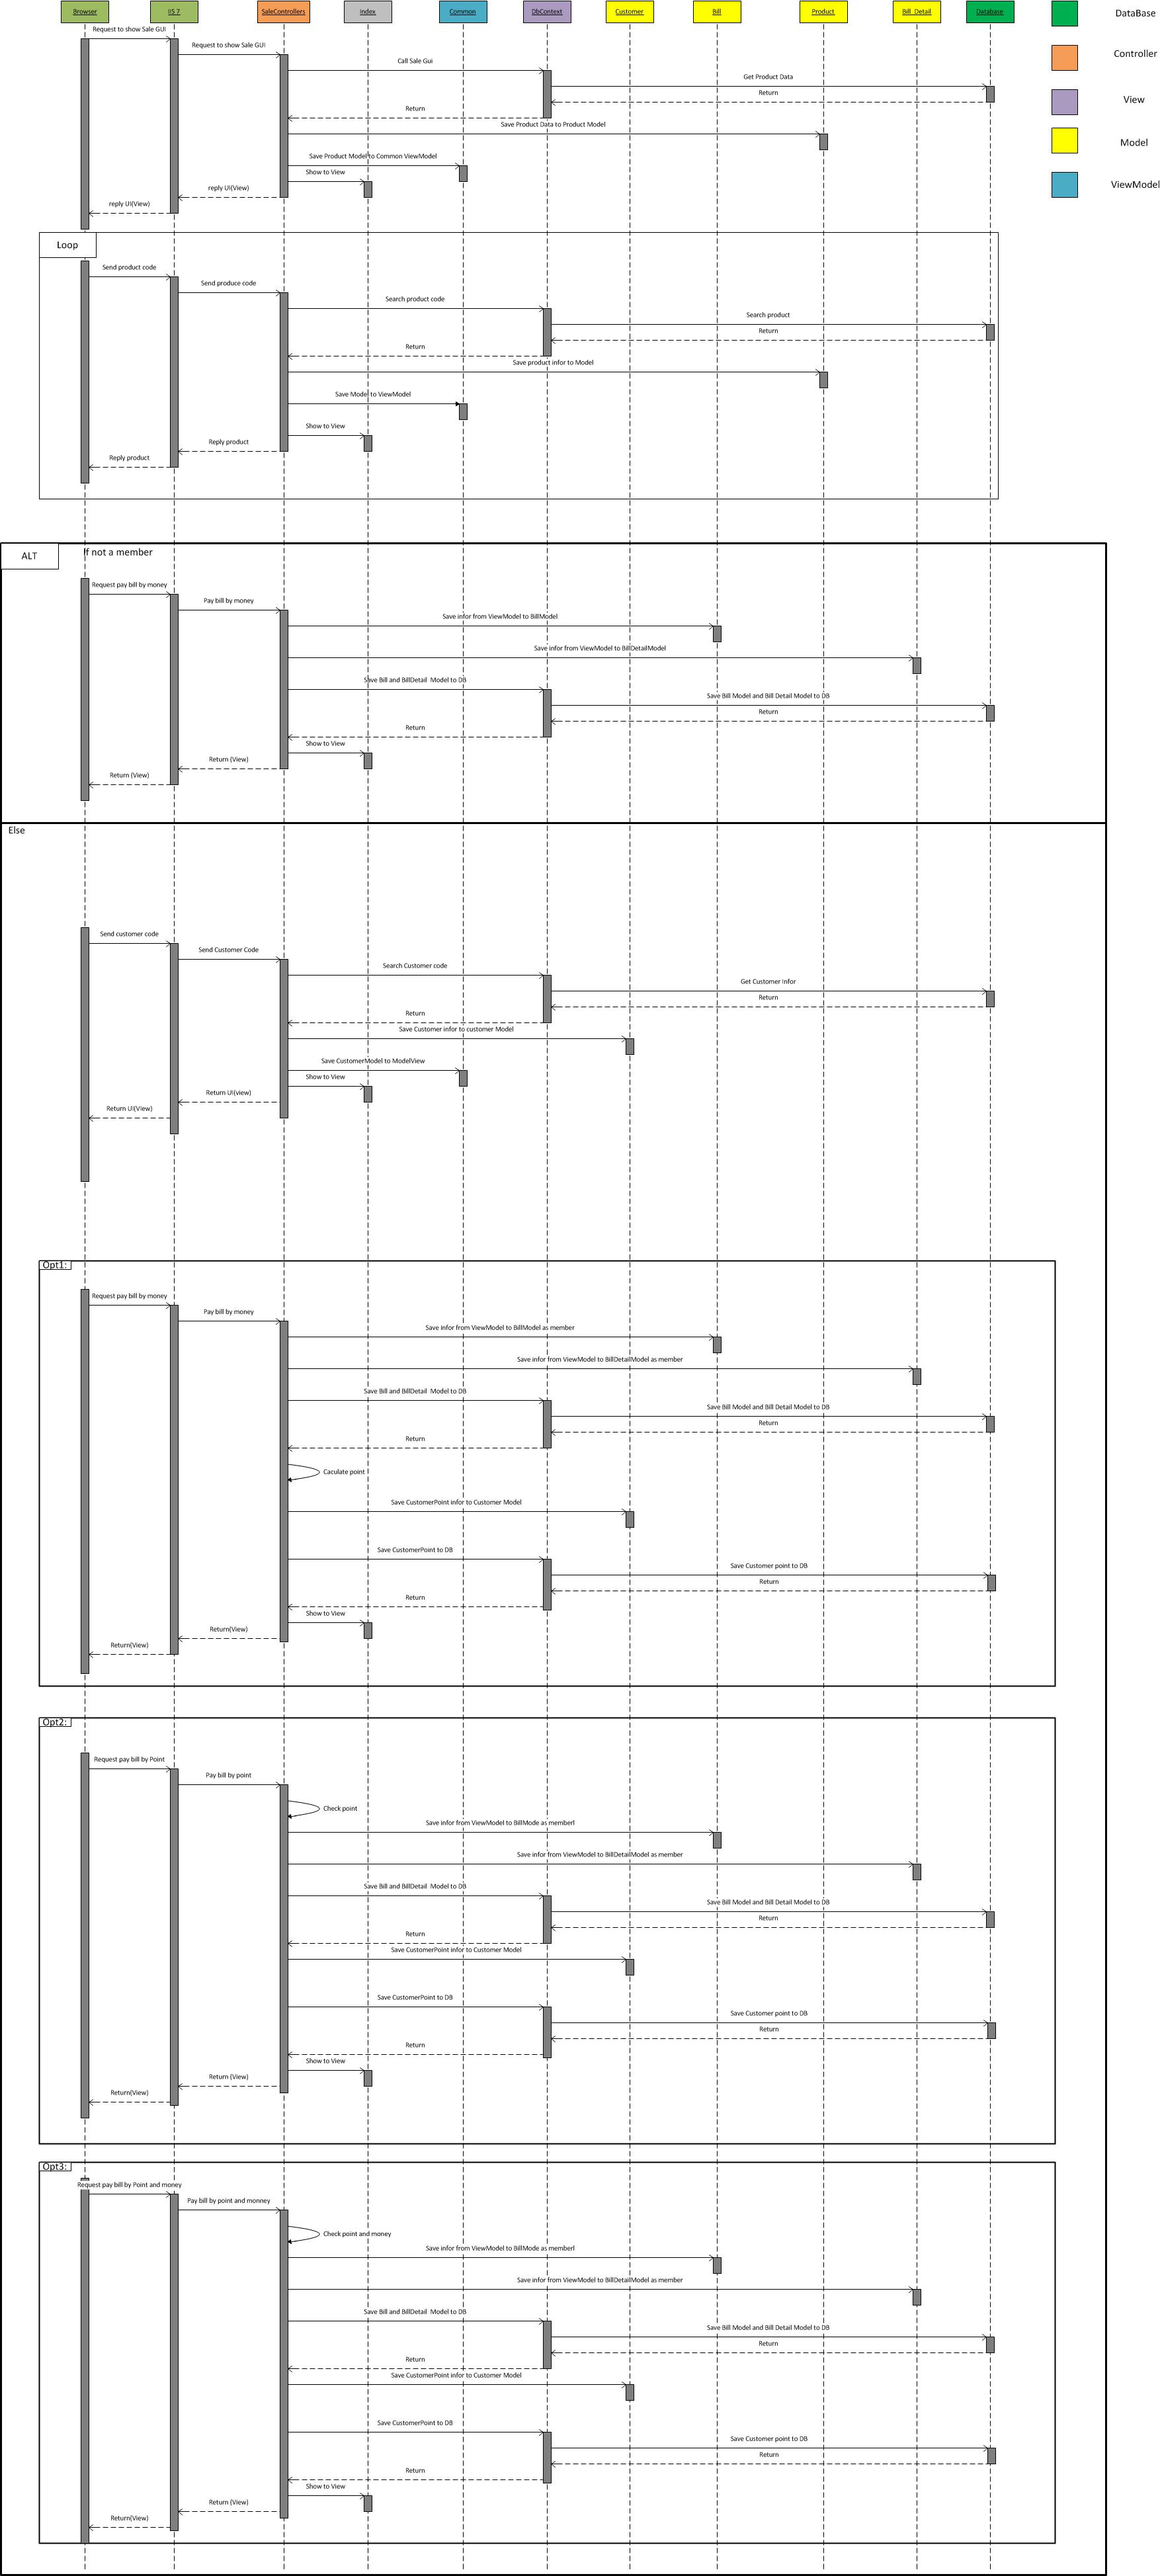 Browser
IIS 7
SaleControllers
Index
Common
DbContext
Customer
Bill
Product
Bill_Detail
Database
DataBase
Controller
View
Model
ViewModel
Request to show Sale GUI
Request to show Sale GUI
Call Sale Gui
Get Product Data
Return
Return
Save Product Data to Product Model
Save Product Model to Common ViewModel
Show to View
reply UI(View)
reply UI(View)
Loop
Send product code
Send produce code
Search product code
Search product
Return
Return
Save product infor to Model
Save Model to ViewModel
Show to View
Reply product
Reply product
ALT
If not a member
Request pay bill by money
Pay bill by money
Save infor from ViewModel to BillModel
Save infor from ViewModel to BillDetailModel
Save Bill and BillDetail Model to DB
Save Bill Model and Bill Detail Model to DB
Return
Return
Show to View
Return (View)
Return (View)
Else
Send customer code
Send Customer Code
Search Customer code
Get Customer Infor
Return
Return
Save Customer infor to customer Model
Save CustomerModel to ModelView
Show to View
Return UI(view)
Return UI(View)
Opt1:
Request pay bill by money
Pay bill by money
Save infor from ViewModel to BillModel as member
Save infor from ViewModel to BillDetailModel as member
Save Bill and BillDetail Model to DB
Save Bill Model and Bill Detail Model to DB
Return
Return
Caculate point
Save CustomerPoint infor to Customer Model
Save CustomerPoint to DB
Save Customer point to DB
Return
Return
Show to View
Return(View)
Return(View)
Opt2:
Request pay bill by Point
Pay bill by point
Check point
Save infor from ViewModel to BillMode as memberl
Save infor from ViewModel to BillDetailModel as member
Save Bill and BillDetail Model to DB
Save Bill Model and Bill Detail Model to DB
Return
Return
Save CustomerPoint infor to Customer Model
Save CustomerPoint to DB
Save Customer point to DB
Return
Return
Show to View
Return (View)
Return(View)
Opt3:
Request pay bill by Point and money
Pay bill by point and monney
Check point and money
Save infor from ViewModel to BillMode as memberl
Save infor from ViewModel to BillDetailModel as member
Save Bill and BillDetail Model to DB
Save Bill Model and Bill Detail Model to DB
Return
Return
Save CustomerPoint infor to Customer Model
Save CustomerPoint to DB
Save Customer point to DB
Return
Return
Show to View
Return (View)
Return(View)